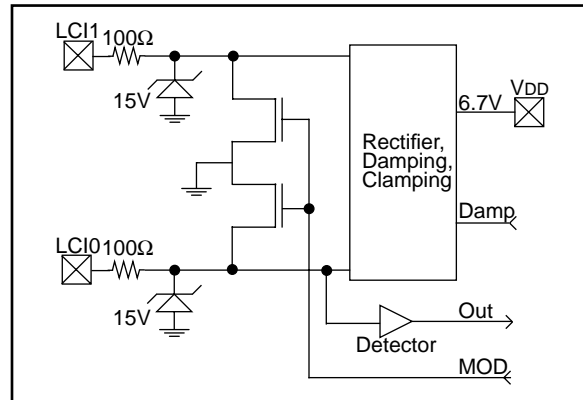 LCI1
100Ω
15V
VDD
6.7V
Rectifier,
Damping,
Clamping
Damp
LCI0
100Ω
15V
Out
Detector
MOD